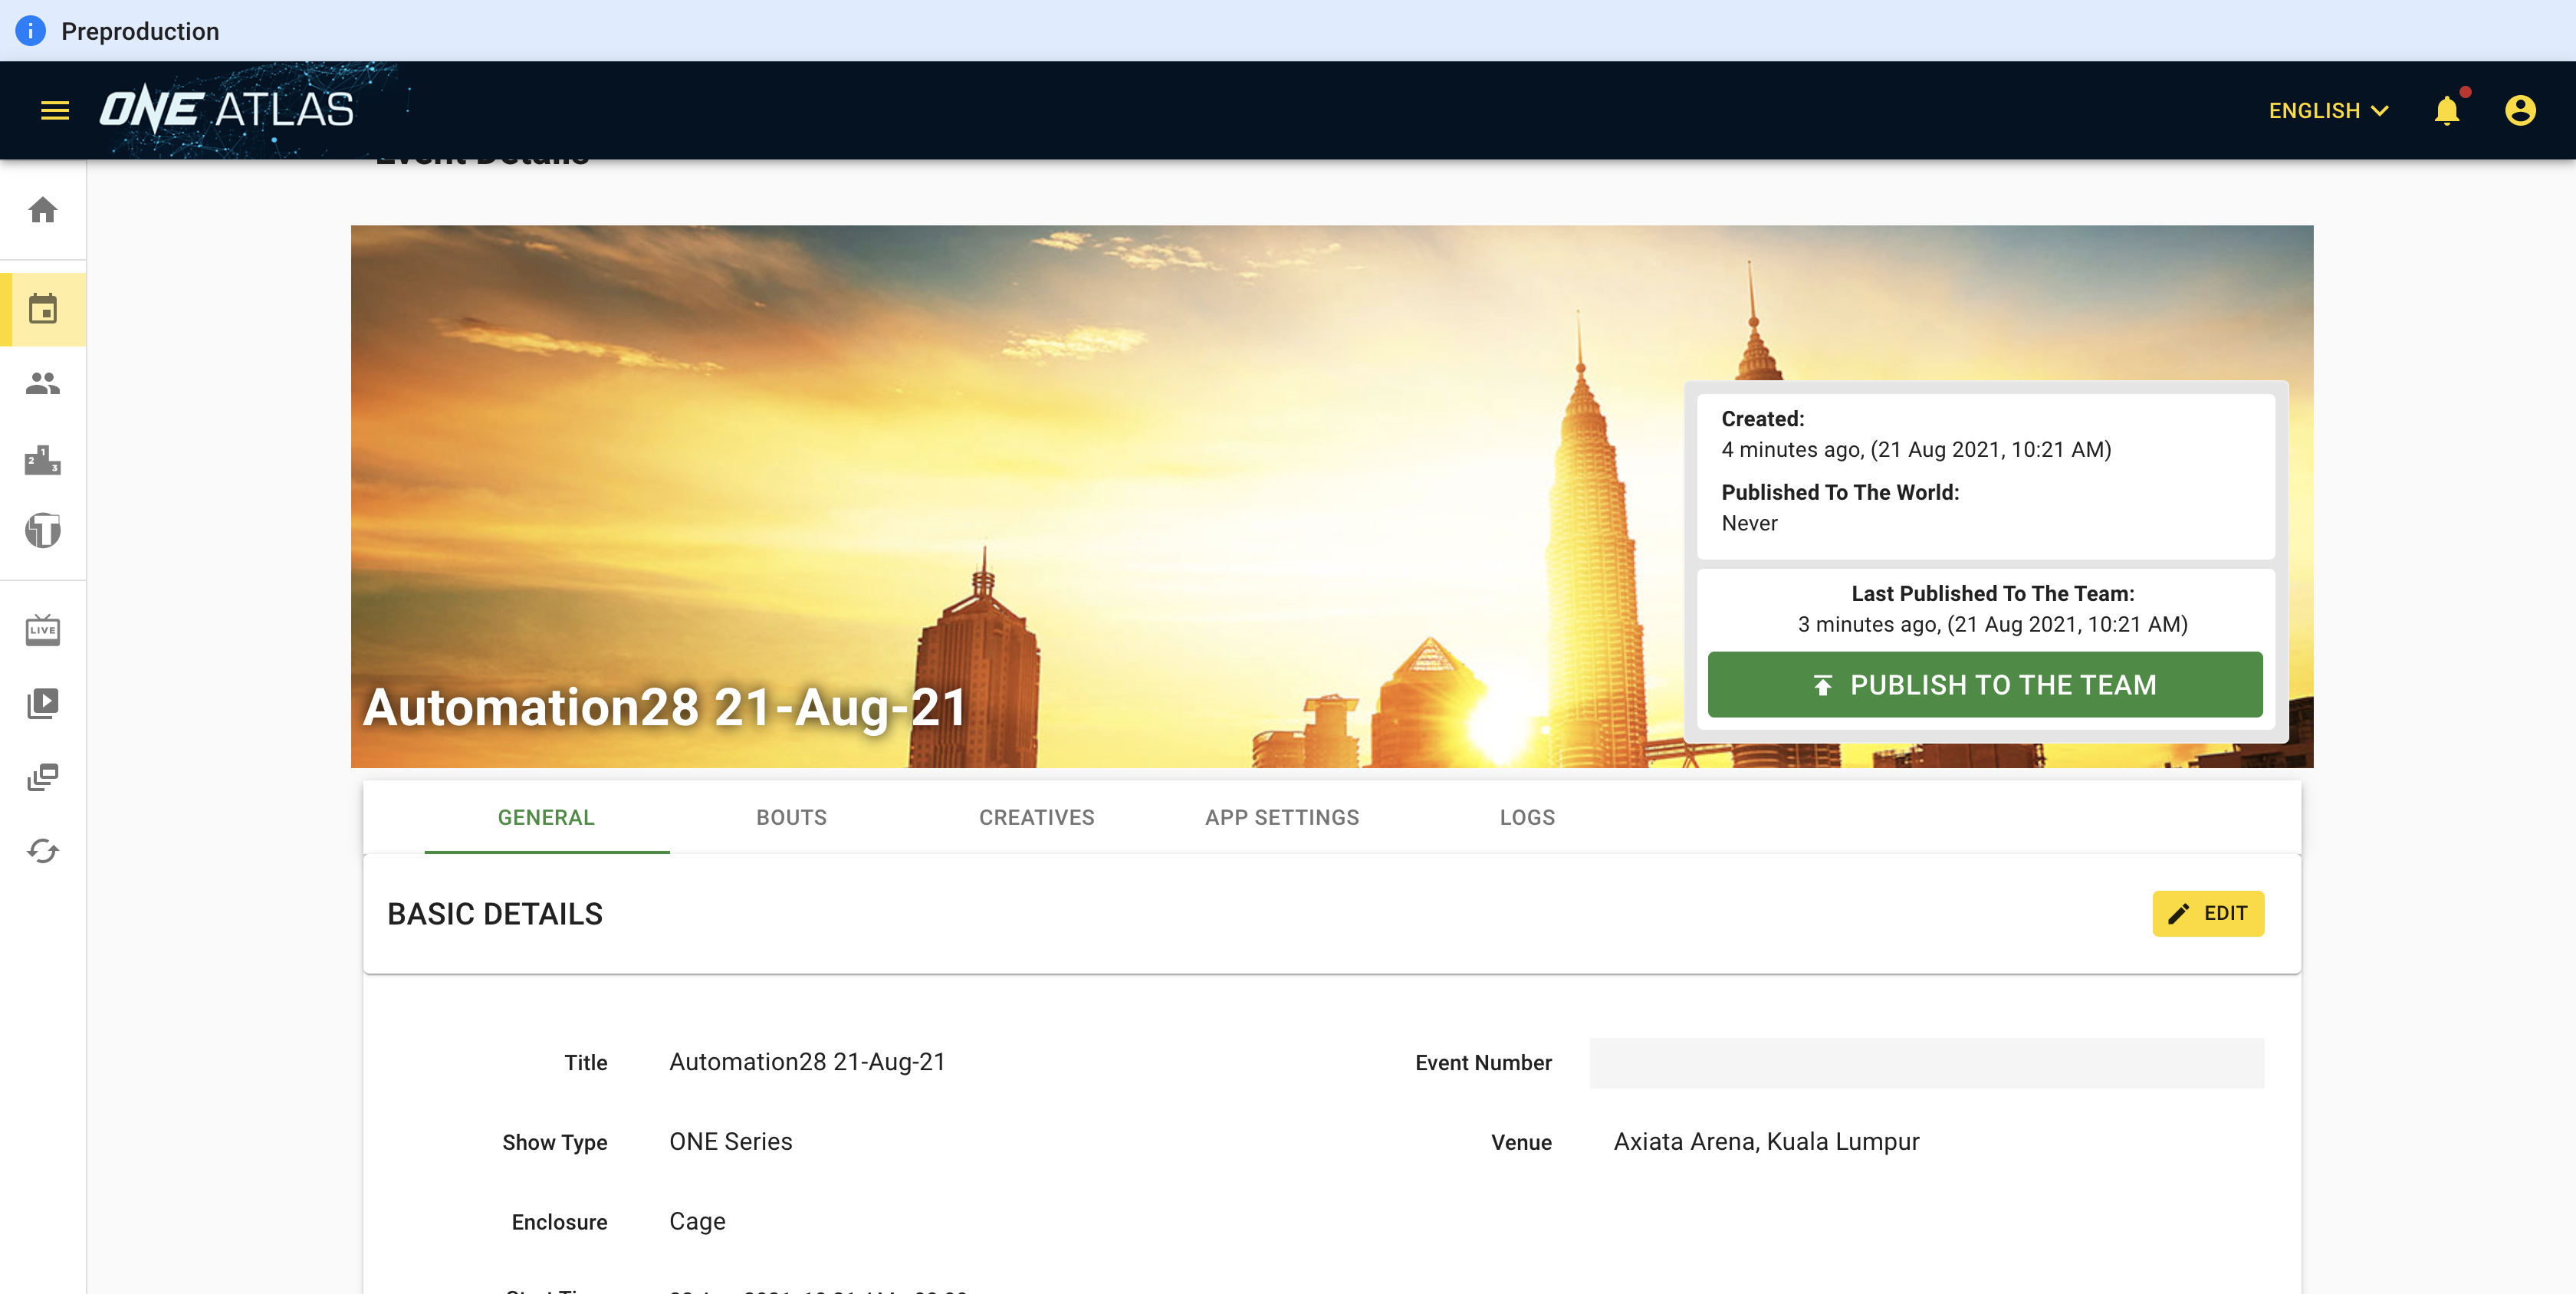 Preprodution
ONE ATLAS
ENGLISH
Event Details
Created:
4 minutes ago, (21 Aug 2021, 10:21 AM)
Published To The World:
Never
Last Published To The Team:
3 minutes ago, (21 Aug 2021, 10:21 AM)
PUBLISH TO THE TEAM
Automation28 21-Aug-21
GENERAL BOUTS CREATIVES APP SETTINGS LOGS
BASIC DETAILS EDIT
Title Automation28 21-Aug-21 Event Number
Show Type ONE Series Venue Axiata Arena, Kuala Lumpur
Enclosure Cage
LIVE